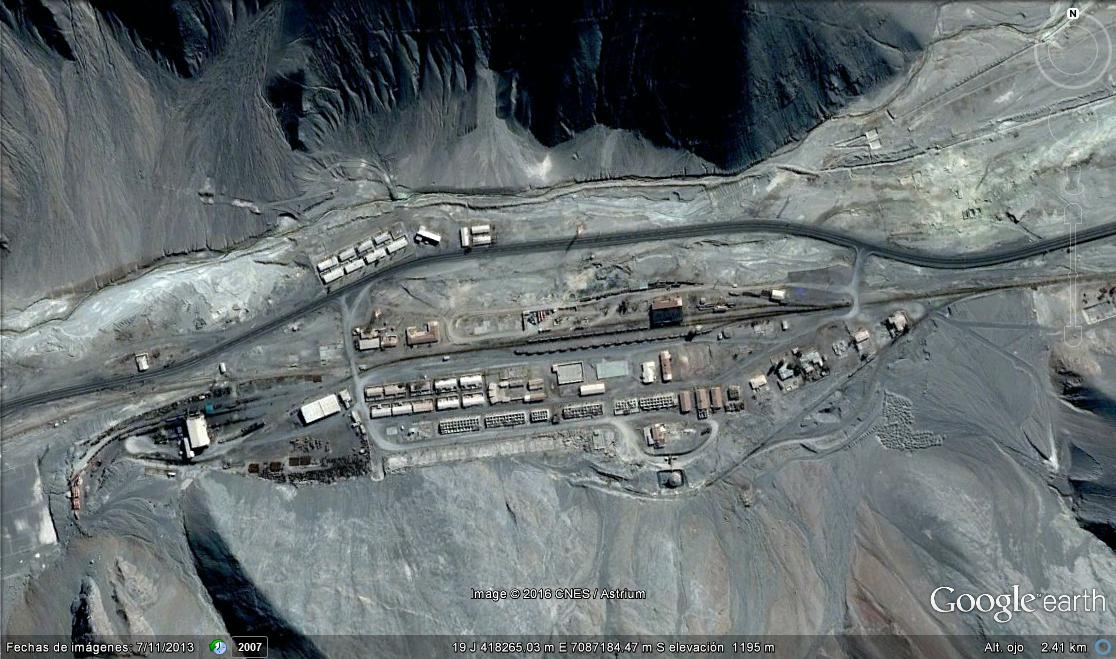 N
Image © 2016 CNES / Astrium
Google earth
Fechas de imágenes: 7/11/2013 2007 19 J 418265.03 m E 7087184.47 m S elevación 1195 m Alt. ojo 2.41 km